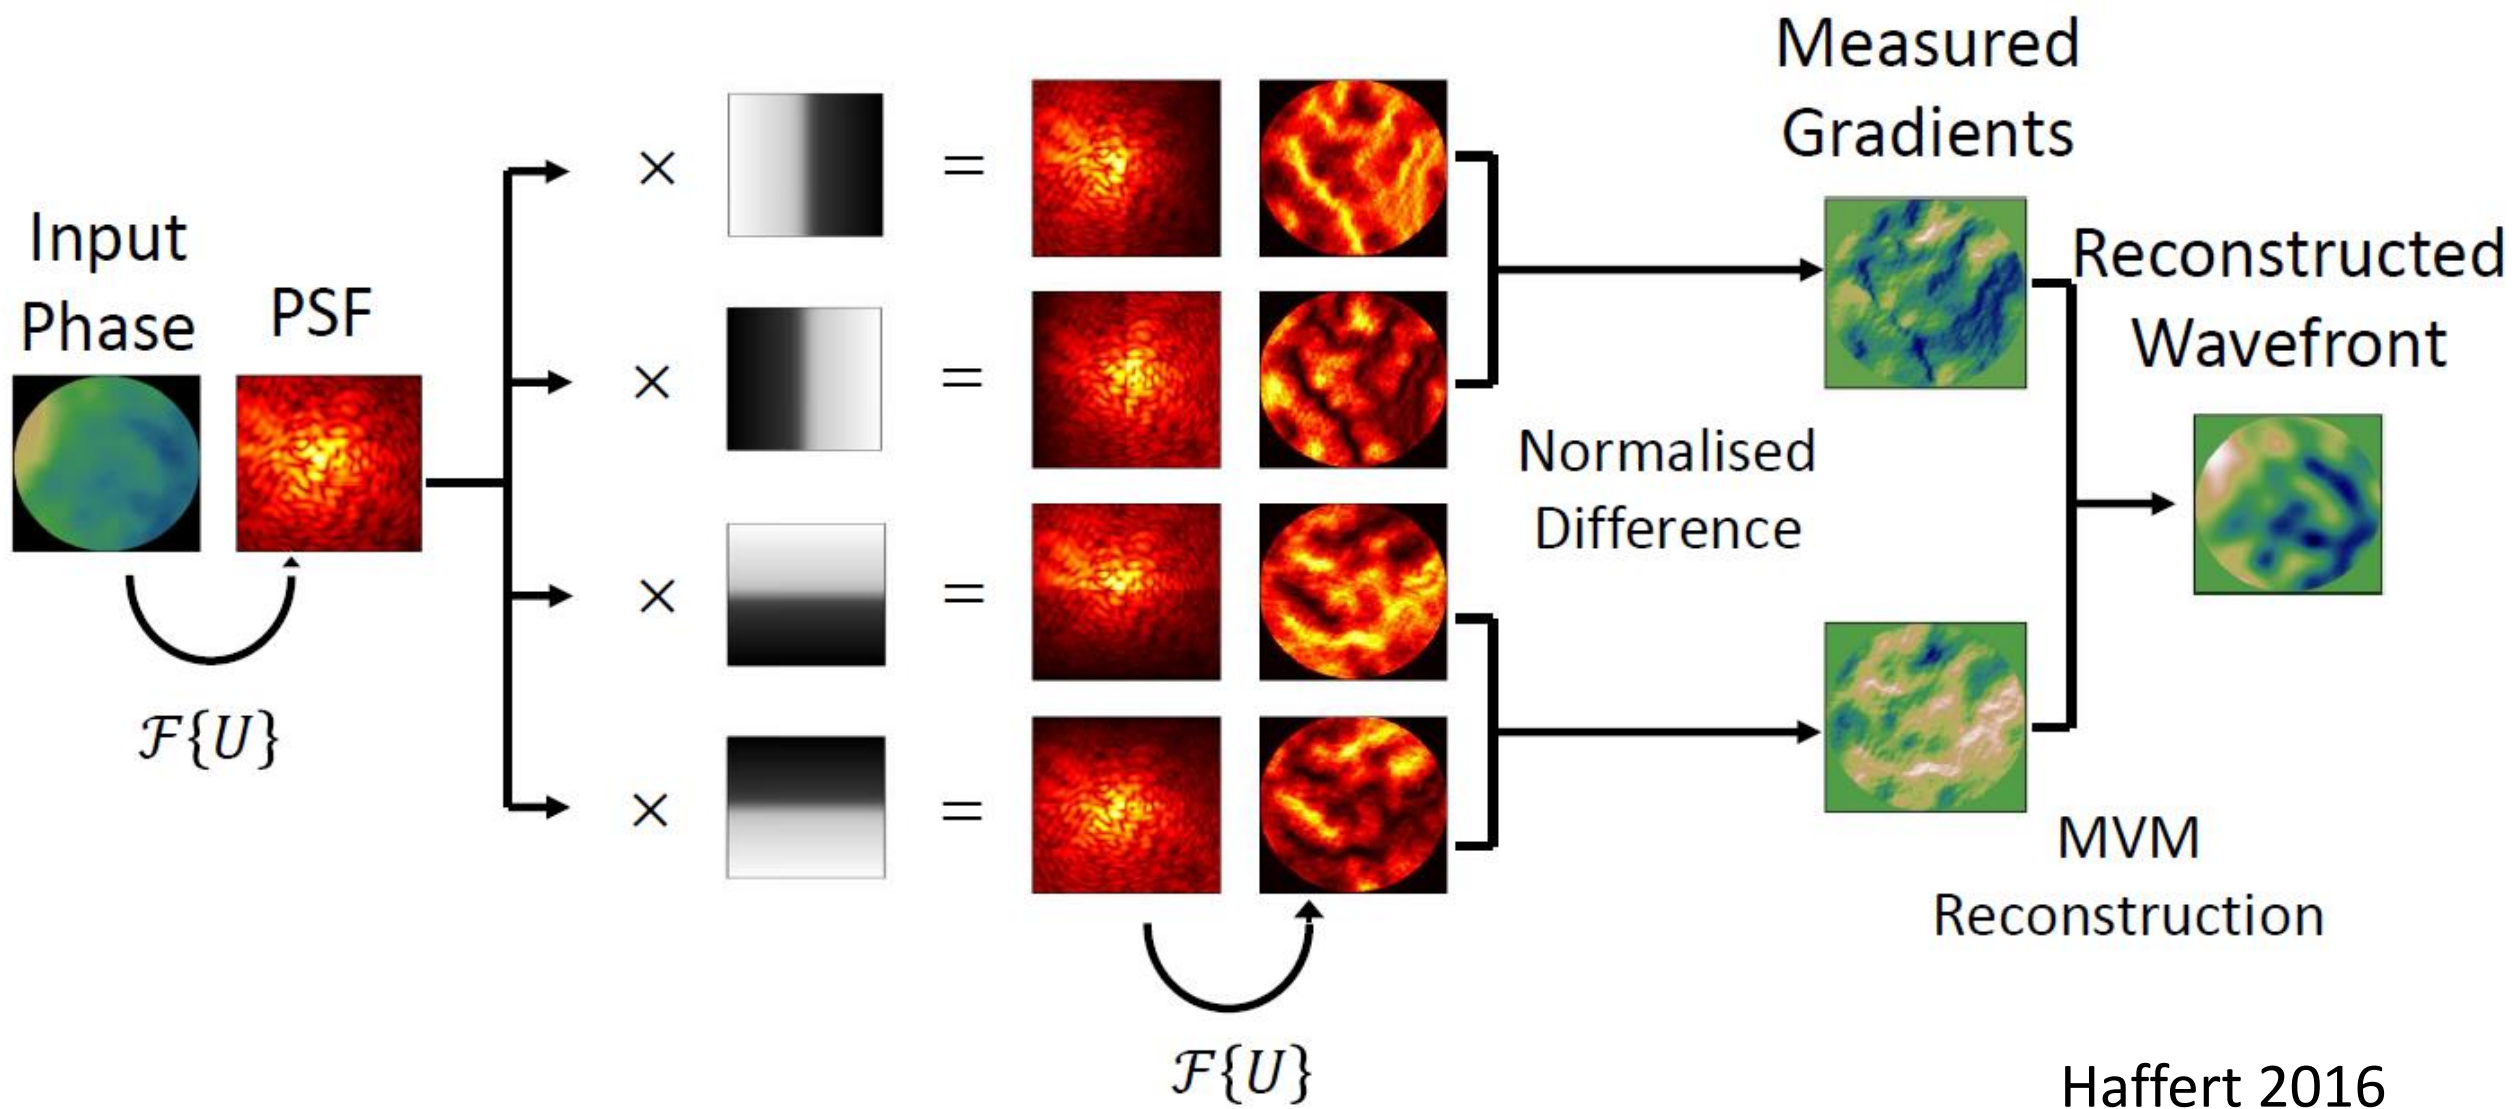 Input
Phase
PSF
ℱ{U}
×
=
×
=
×
=
×
=
ℱ{U}
Normalised
Difference
Measured
Gradients
MVM
Reconstruction
Reconstructed
Wavefront
Haffert 2016